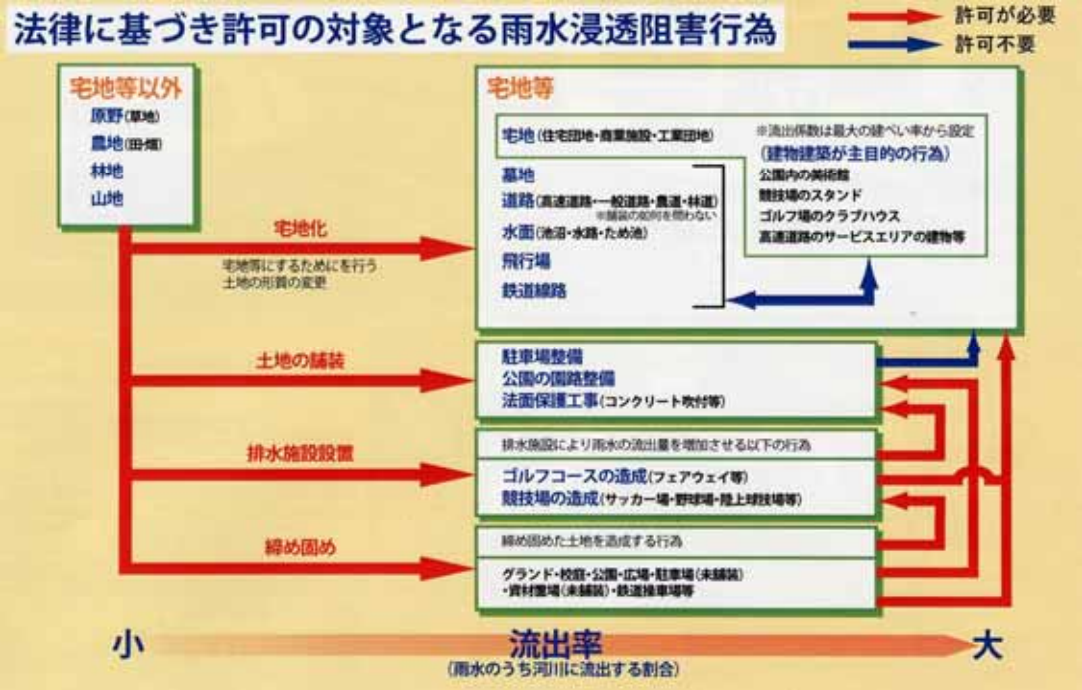 法律に基づき許可の対象となる雨水浸透阻害行為
許可が必要
許可不要
宅地等以外
原野(草地)
農地(田・畑)
林地
山地
宅地化
宅地等にするためにを行う
土地の形質の変更
土地の舗装
排水施設設置
締め固め
宅地等
宅地(住宅団地・商業施設・工業団地)
墓地
道路(高速道路・一般道路・農道・林道)
※舗装の如何を問わない
水面(池沼・水路・ため池)
飛行場
鉄道線路
※流出係数は最大の建ぺい率から設定
(建物建築が主目的の行為)
公園内の美術館
競技場のスタンド
ゴルフ場のクラブハウス
高速道路のサービスエリアの建物等
駐車場整備
公園の園路整備
法面保護工事(コンクリート吹付等)
排水施設により雨水の流出量を増加させる以下の行為
ゴルフコースの造成(フェアウェイ等)
競技場の造成(サッカー場・野球場・陸上球技場等)
締め固めた土地を造成する行為
グランド・校庭・公園・広場・駐車場(未舗装)
・資材置場(未舗装)・鉄道操車場等
小
流出率
大
(雨水のうち河川に流出する割合)